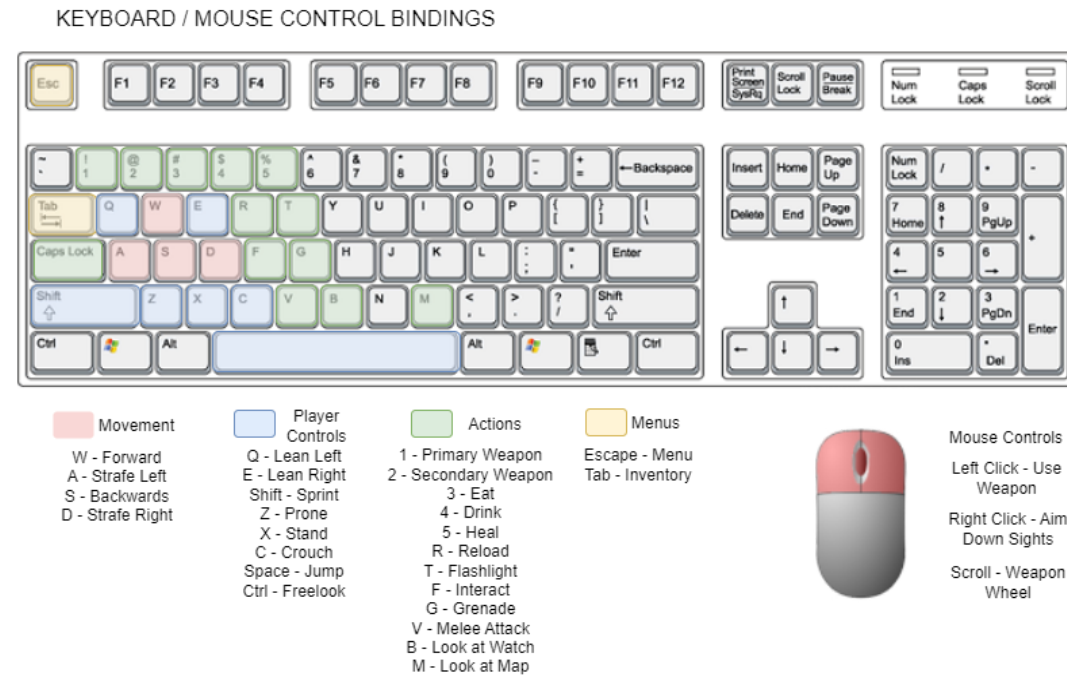 KEYBOARD / MOUSE CONTROL BINDINGS
Esc F1 F2 F3 F4 F5 F6 F7 F8 F9 F10 F11 F12 Print Screen SysRq Scroll Lock Pause Break Num Lock Caps Lock Scroll Lock
~ ` ! 1 @ 2 # 3 $ 4 % 5 ^ 6 & 7 * 8 ( 9 ) 0 _ - + = ←Backspace Insert Home Page Up Num Lock / * -
Tab Q W E R T Y U I O P { [ } ] | \ Delete End Page Down 7 Home 8 ↑ 9 PgUp +
Caps Lock A S D F G H J K L : ; " ' Enter 4 ← 5 6 →
Shift Z X C V B N M < , > . ? / Shift ↑ 1 End 2 ↓ 3 PgDn Enter
Ctrl Alt Alt Ctrl ← ↓ → 0 Ins . Del
Movement
W - Forward
A - Strafe Left
S - Backwards
D - Strafe Right
Player
Controls
Q - Lean Left
E - Lean Right
Shift - Sprint
Z - Prone
X - Stand
C - Crouch
Space - Jump
Ctrl - Freelook
Actions
1 - Primary Weapon
2 - Secondary Weapon
3 - Eat
4 - Drink
5 - Heal
R - Reload
T - Flashlight
F - Interact
G - Grenade
V - Melee Attack
B - Look at Watch
M - Look at Map
Menus
Escape - Menu
Tab - Inventory
Mouse Controls
Left Click - Use
Weapon
Right Click - Aim
Down Sights
Scroll - Weapon
Wheel